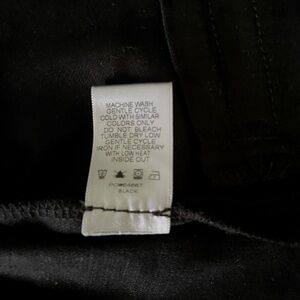 MACHINE WASH
GENTLE CYCLE
COLD WITH SIMILAR
COLORS ONLY
DO NOT BLEACH
TUMBLE DRY LOW
GENTLE CYCLE
IRON IF NECESSARY
WITH LOW HEAT
INSIDE OUT
BLACK